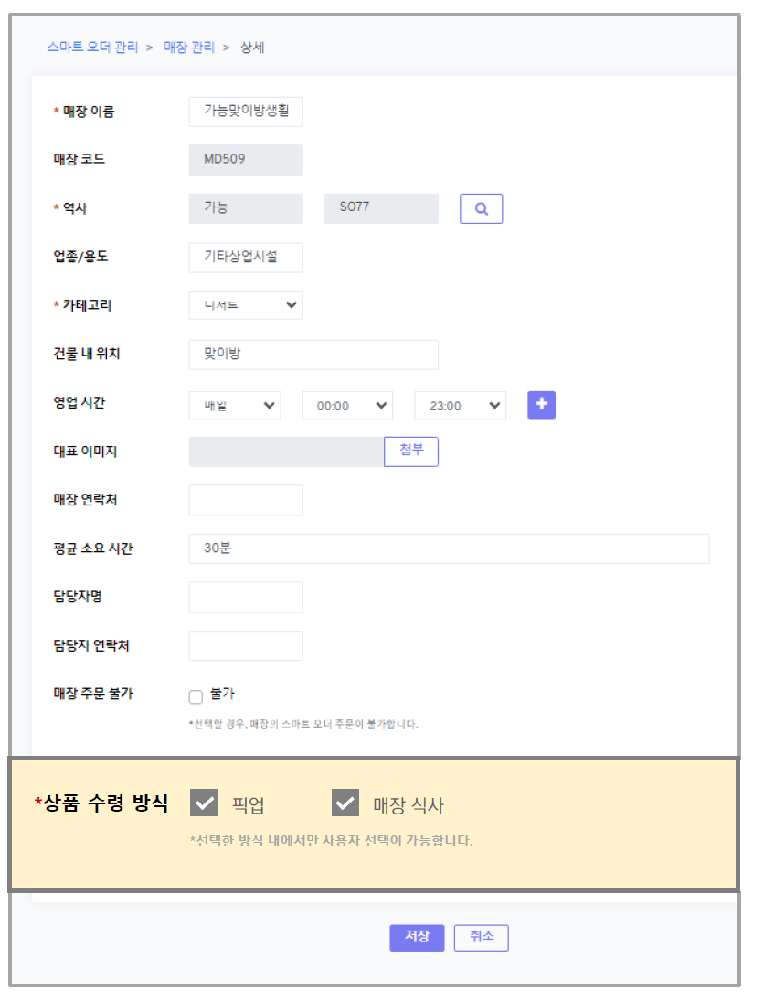 스마트 오더 관리 > 매장 관리 > 상세
* 매장 이름 가능맞이방생활
매장 코드 MD509
* 역사 가능 SO77
업종/용도 기타상업시설
* 카테고리 디저트
건물 내 위치 맞이방
영업 시간 매일 00:00 23:00
대표 이미지 첨부
매장 연락처
평균 소요 시간 30분
담당자명
담당자 연락처
매장 주문 불가 불가
*선택할 경우, 매장의 스마트 오더 주문이 불가합니다.
*상품 수령 방식 픽업 매장 식사
*선택한 방식 내에서만 사용자 선택이 가능합니다.
저장 취소